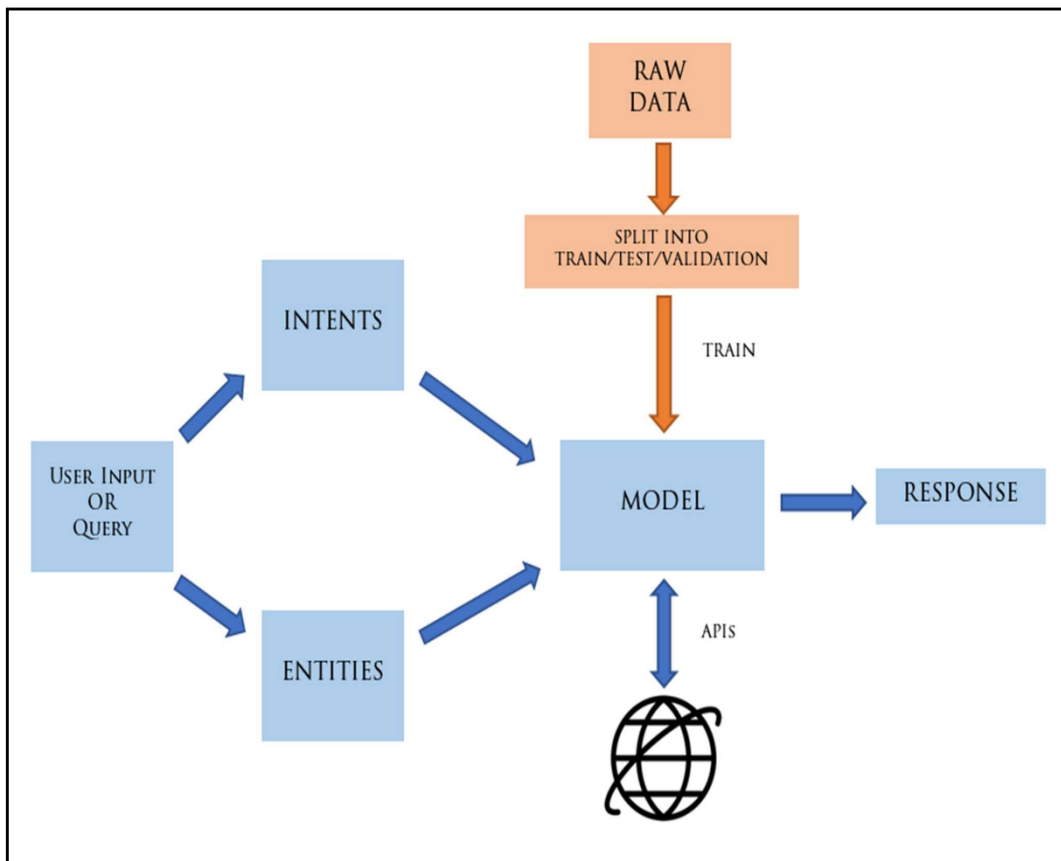 RAW
DATA
SPLIT INTO
TRAIN/TEST/VALIDATION
TRAIN
INTENTS
USER INPUT
OR
QUERY
MODEL
RESPONSE
ENTITIES
APIs